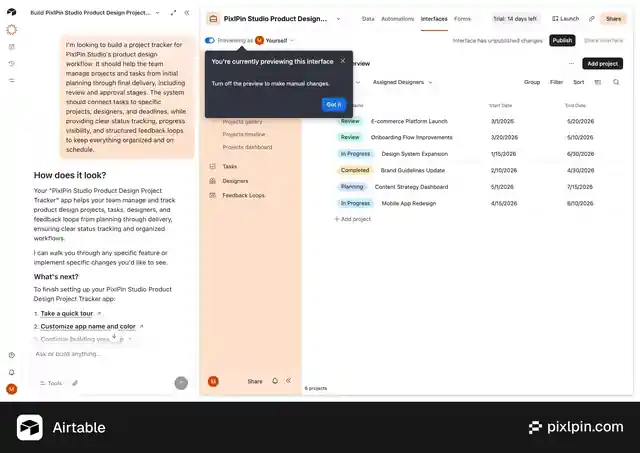 Build PixlPin Studio Product Design Project...
I'm looking to build a project tracker for
PixlPin Studio's product design
workflow. It should help the team
manage projects and tasks from initial
planning through final delivery, including
review and approval stages. The
system should connect tasks to specific
projects, designers, and deadlines, while
providing clear status tracking, progress
visibility, and structured feedback loops
to keep everything organized and on
schedule.
How does it look?
Your "PixlPin Studio Product Design Project
Tracker" app helps your team manage and track
product design projects, tasks, designers, and
feedback loops from planning through delivery,
ensuring clear status tracking and organized
workflows.
I can walk you through any specific feature or
implement specific changes you'd like to see.
What's next?
To finish setting up your PixlPin Studio Product
Design Project Tracker app:
1. Take a quick tour
2. Customize app name and color
3. Continue building your
Ask or build anything...
Tools
M
PixlPin Studio Product Design...
Data Automations Interfaces Forms
Trial: 14 days left
Launch
Share
Previewing as M Yourself
Interface has unpublished changes
Publish
Share interface
You're currently previewing this interface
Turn off the preview to make manual changes.
Got it
Add project
Assigned Designers
Group Filter Sort
Start Date End Date
Review E-commerce Platform Launch 3/1/2026 5/20/2026
Review Onboarding Flow Improvements 3/20/2026 5/10/2026
In Progress Design System Expansion 1/15/2026 6/30/2026
Completed Brand Guidelines Update 2/10/2026 4/30/2026
Planning Content Strategy Dashboard 5/1/2026 7/15/2026
In Progress Mobile App Redesign 4/15/2026 6/10/2026
+ Add project
Projects gallery
Projects timeline
Projects dashboard
Tasks
Designers
Feedback Loops
M
Share
6 projects
Airtable
pixlpin.com